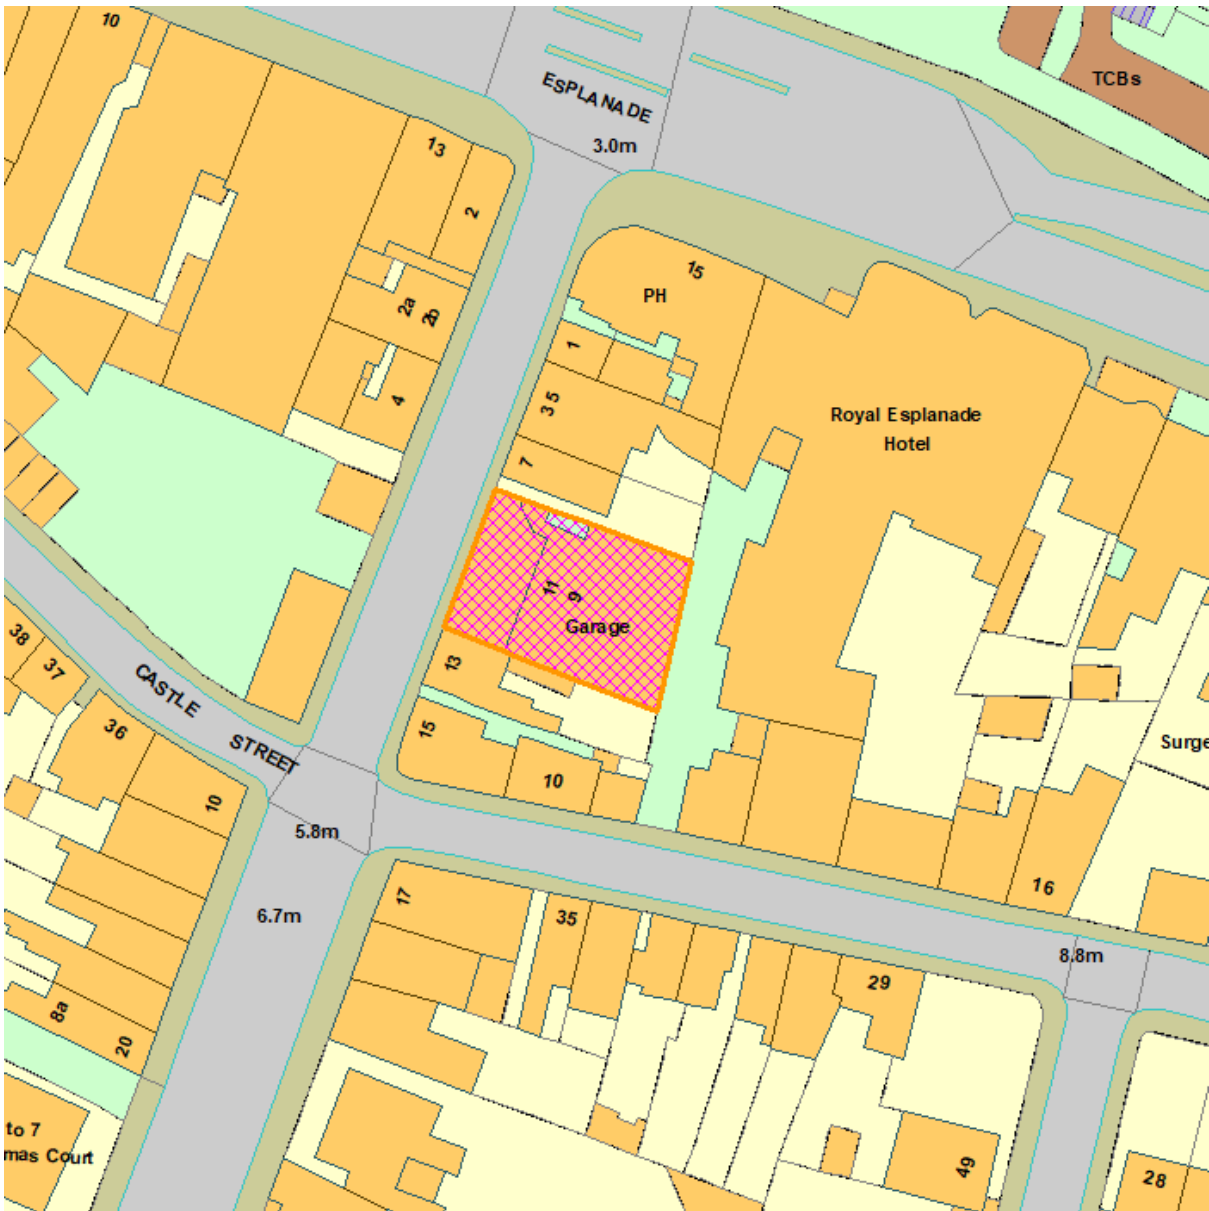 10
ESPLANADE
TCBs
3.0m
13
2
15
PH
2a
2b
1
4
35
Royal Esplanade
Hotel
7
11
9
Garage
13
38
37
CASTLE
STREET
36
15
10
Surge
10
5.8m
16
17
35
6.7m
8.8m
29
8a
20
to 7
mas Court
49
28